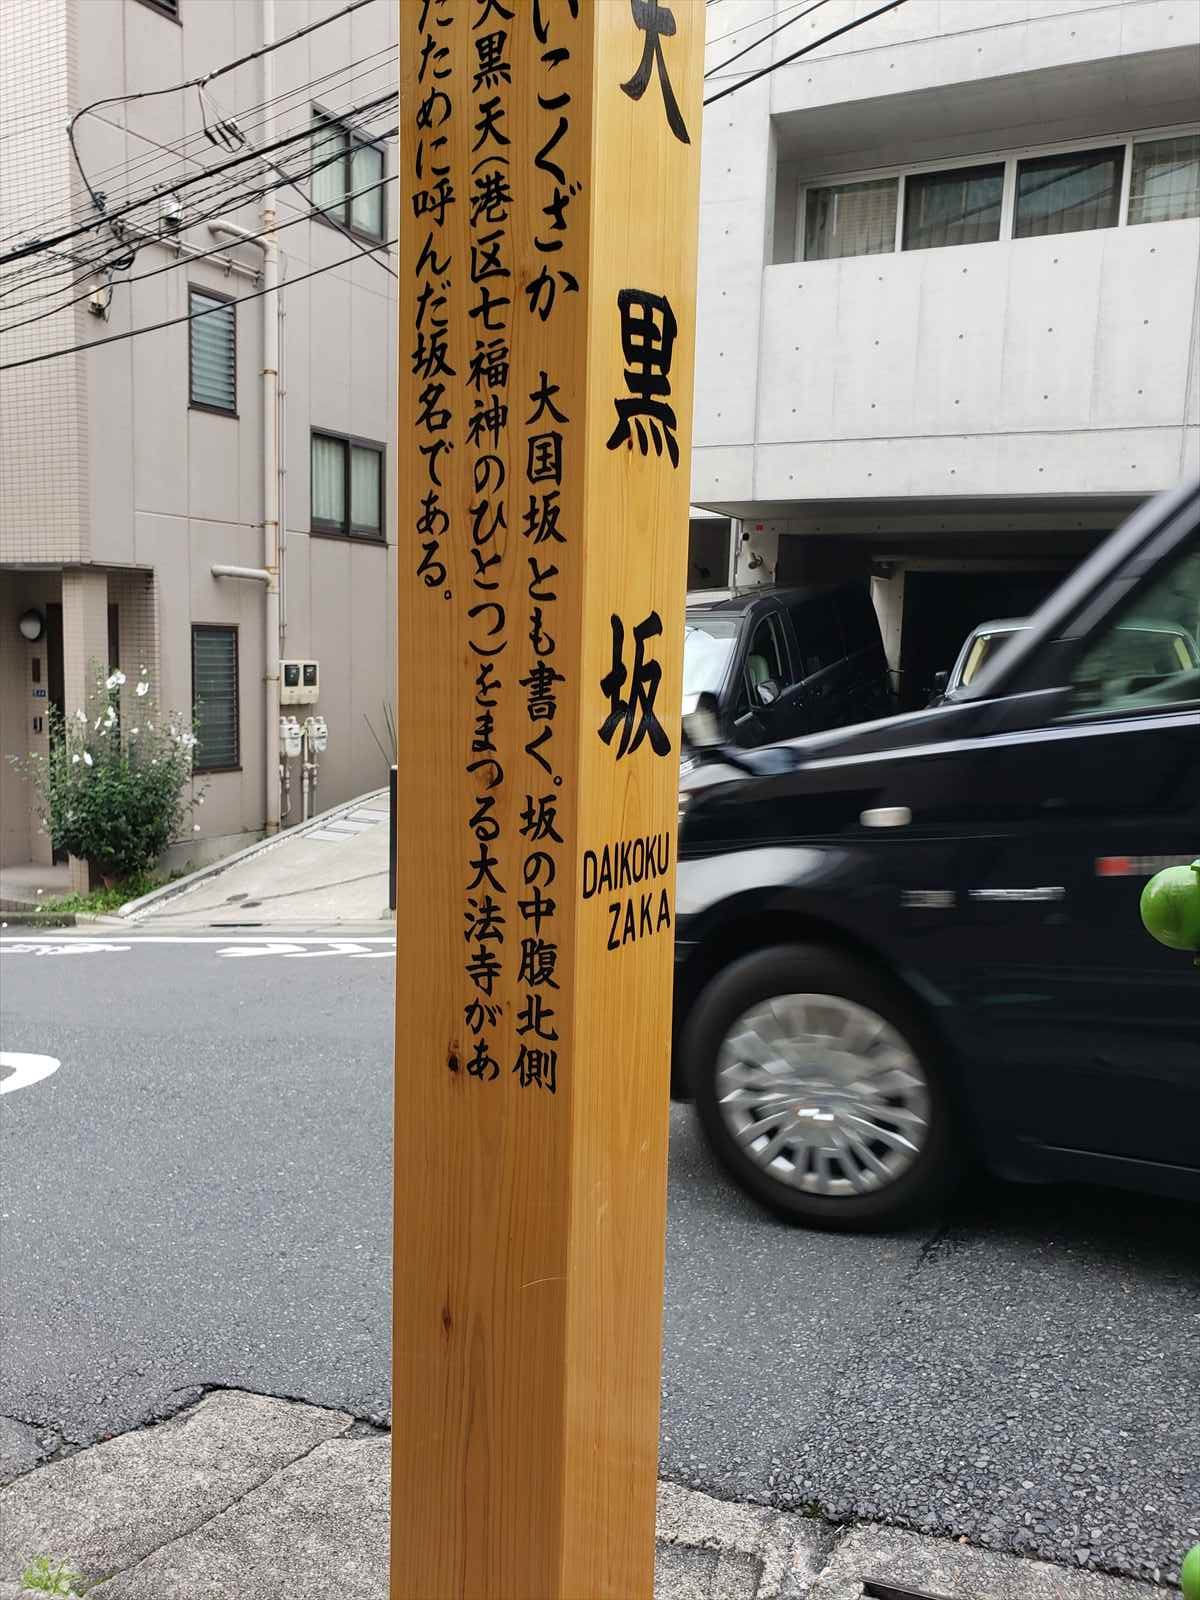 大黒坂
DAIKOKU
ZAKA
いこくざか 大国坂とも書く。坂の中腹北側
大黒天(港区七福神のひとつ)をまつる大法寺があ
たために呼んだ坂名である。